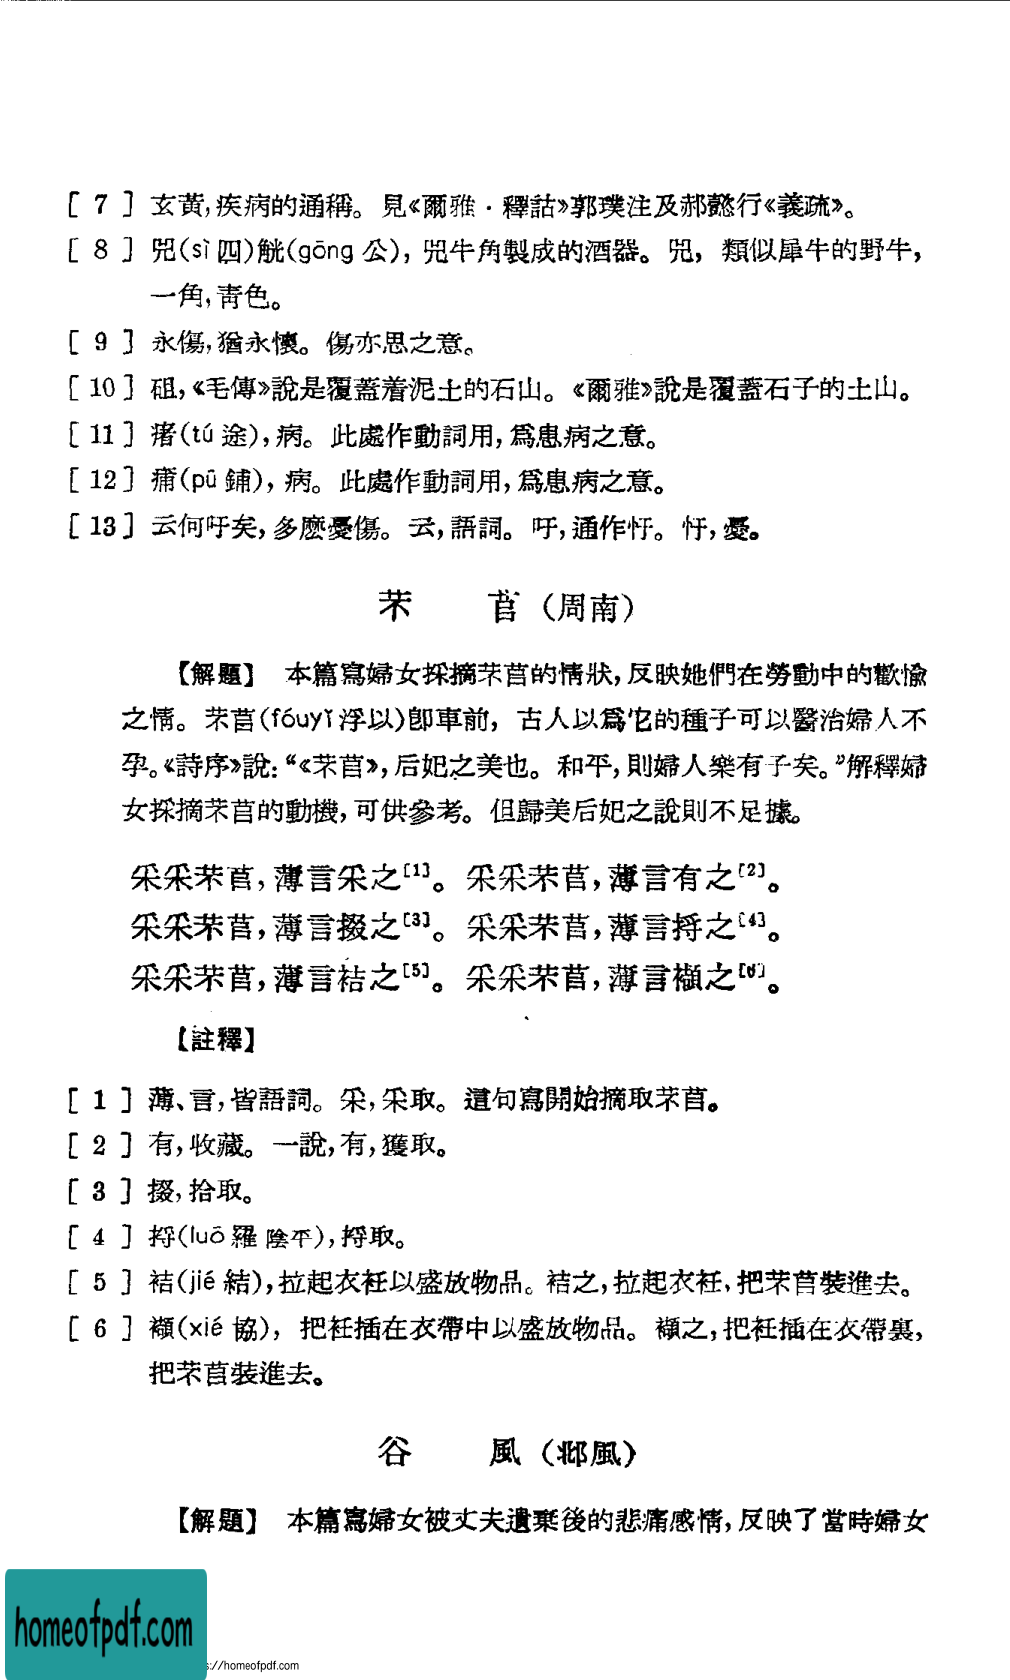 [ 7 ] 玄黃,疾病的通稱。見《爾雅·釋詁》郭璞注及郝懿行《義疏》。
[ 8 ] 兕(sì 四)觥(gōng 公), 兕牛角製成的酒器。兕, 類似犀牛的野牛,
一角,青色。
[ 9 ] 永傷,猶永懷。傷亦思之意。
[ 10 ] 砠,《毛傳》說是覆蓋着泥土的石山。《爾雅》說是覆蓋石子的土山。
[ 11 ] 瘏(tú 途),病。此處作動詞用,爲患病之意。
[ 12 ] 痡(pū 鋪), 病。此處作動詞用,爲患病之意。
[ 13 ] 云何吁矣,多麽憂傷。云,語詞。吁,通作忓。忓,憂。
芣 苢(周南)
【解題】 本篇寫婦女採摘芣苢的情狀,反映她們在勞動中的歡愉
之情。芣苢(fóuyǐ 浮以)卽車前, 古人以爲它的種子可以醫治婦人不
孕。《詩序》說:“《芣苢》,后妃之美也。和平,則婦人樂有子矣。”解釋婦
女採摘芣苢的動機,可供參考。但歸美后妃之說則不足據。
采采芣苢,薄言采之[1]。采采芣苢,薄言有之[2]。
采采芣苢,薄言掇之[3]。采采芣苢,薄言捋之[4]。
采采芣苢,薄言袺之[5]。采采芣苢,薄言襭之[6]。
【註釋】
[ 1 ] 薄、言,皆語詞。采,采取。這句寫開始摘取芣苢。
[ 2 ] 有,收藏。一說,有,獲取。
[ 3 ] 掇,拾取。
[ 4 ] 捋(luō 羅 陰平),捋取。
[ 5 ] 袺(jié 結),拉起衣衽以盛放物品。袺之,拉起衣衽,把芣苢裝進去。
[ 6 ] 襭(xié 協), 把衽插在衣帶中以盛放物品。襭之,把衽插在衣帶裏,
把芣苢裝進去。
谷 風(邶風)
【解題】 本篇寫婦女被丈夫遺棄後的悲痛感情,反映了當時婦女
homeofpdf.com
s://homeofpdf.com